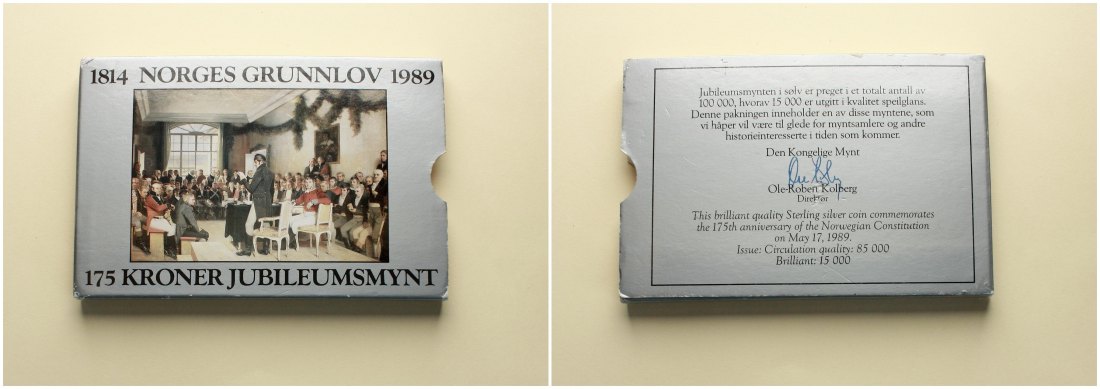 1814 NORGES GRUNNLOV 1989
175 KRONER JUBILEUMSMYNT
Jubileumsmynten i sølv er preget i et totalt antall av
100 000, hvorav 15 000 er utgitt i kvalitet speilglans.
Denne pakningen inneholder en av disse myntene, som
vi håper vil være til glede for myntsamlere og andre
historieinteresserte i tiden som kommer.
Den Kongelige Mynt
Ole-Robert Kolberg
Direktør
This brilliant quality Sterling silver coin commemorates
the 175th anniversary of the Norwegian Constitution
on May 17, 1989.
Issue: Circulation quality: 85 000
Brilliant: 15 000